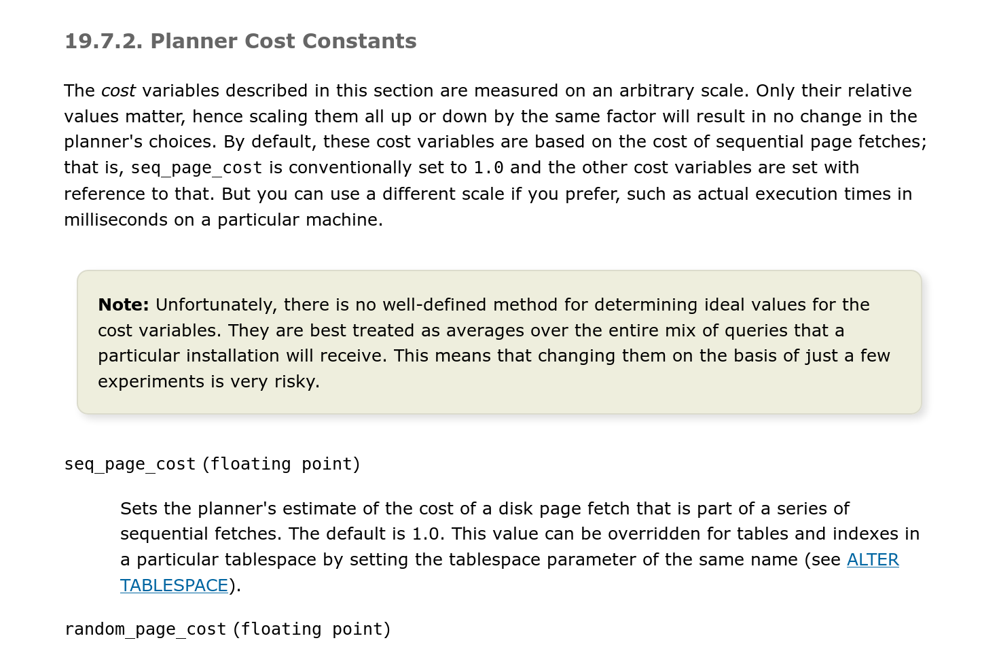 19.7.2. Planner Cost Constants
The cost variables described in this section are measured on an arbitrary scale. Only their relative
values matter, hence scaling them all up or down by the same factor will result in no change in the
planner's choices. By default, these cost variables are based on the cost of sequential page fetches;
that is, seq_page_cost is conventionally set to 1.0 and the other cost variables are set with
reference to that. But you can use a different scale if you prefer, such as actual execution times in
milliseconds on a particular machine.
Note: Unfortunately, there is no well-defined method for determining ideal values for the
cost variables. They are best treated as averages over the entire mix of queries that a
particular installation will receive. This means that changing them on the basis of just a few
experiments is very risky.
seq_page_cost (floating point)
Sets the planner's estimate of the cost of a disk page fetch that is part of a series of
sequential fetches. The default is 1.0. This value can be overridden for tables and indexes in
a particular tablespace by setting the tablespace parameter of the same name (see ALTER
TABLESPACE).
random_page_cost (floating point)